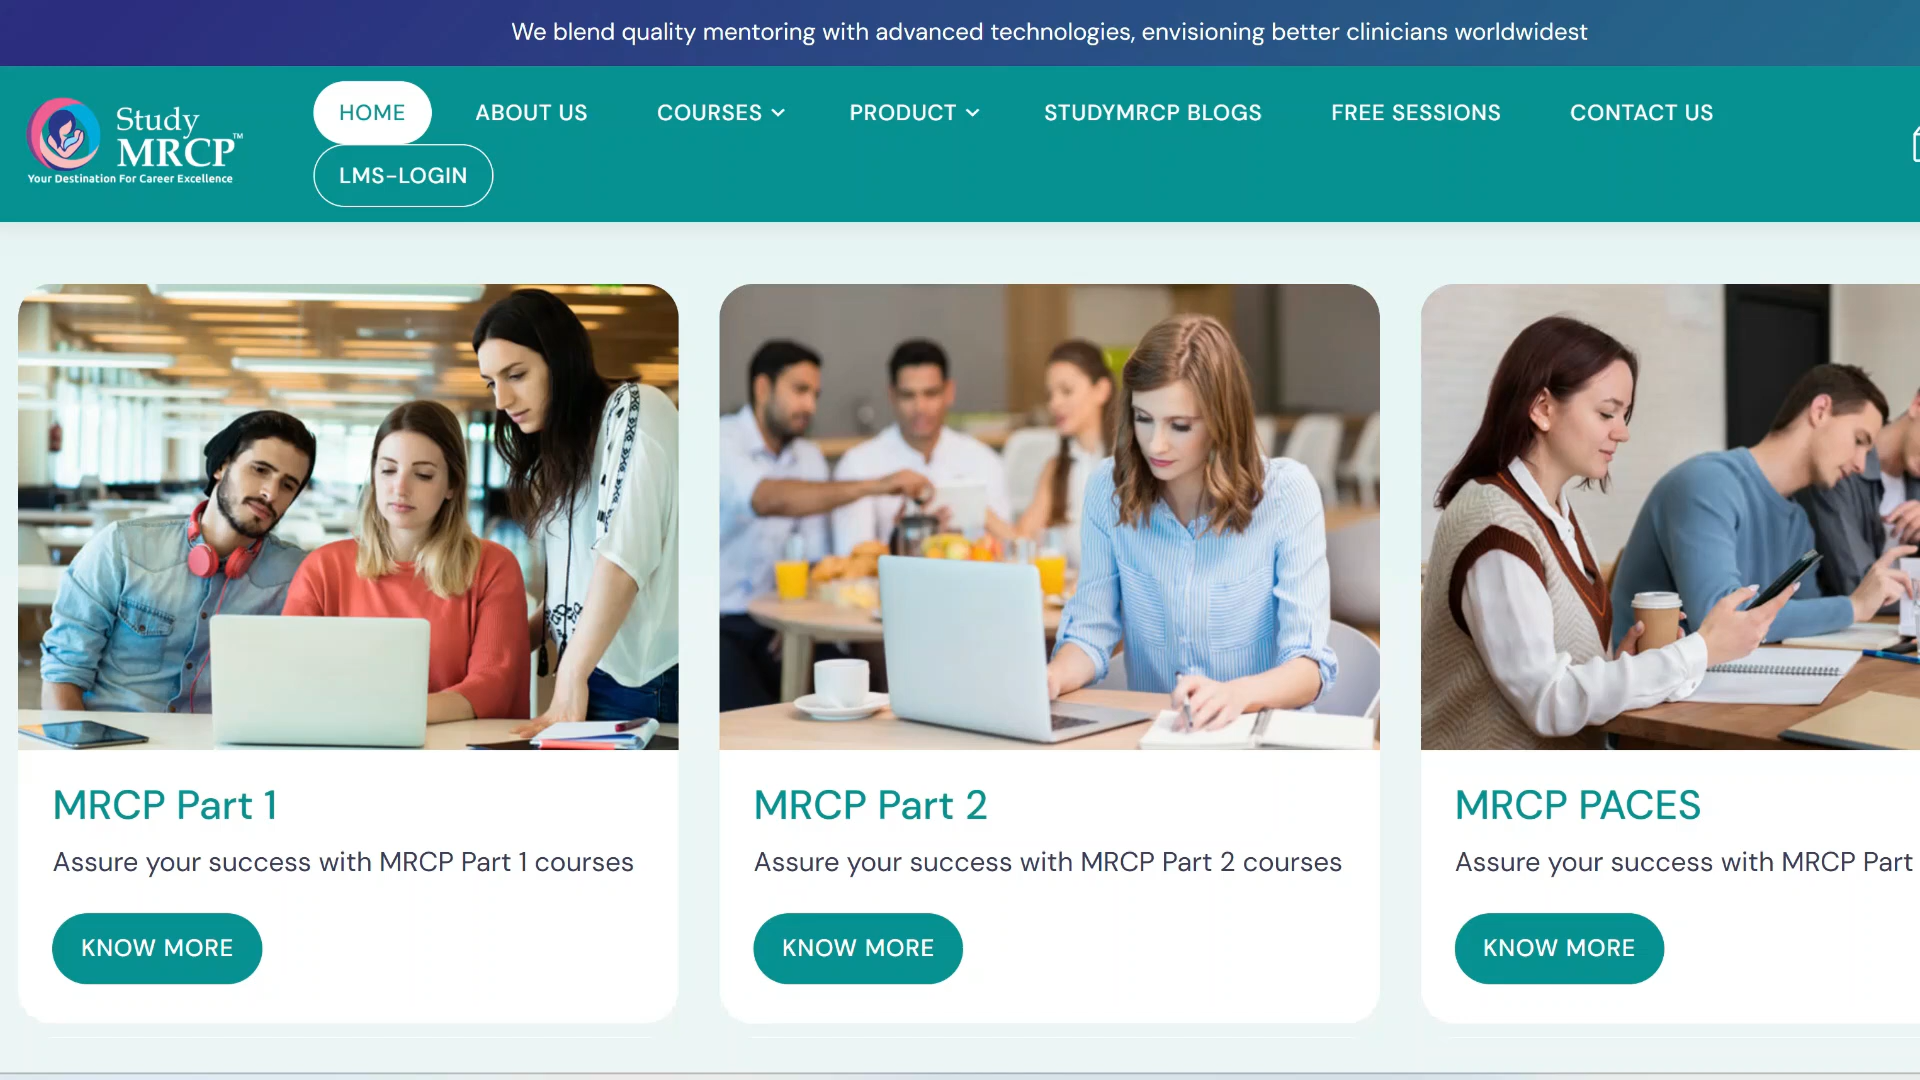 We blend quality mentoring with advanced technologies, envisioning better clinicians worldwidest
Study
MRCP™
Your Destination For Career Excellence
HOME
ABOUT US
COURSES
PRODUCT
STUDYMRCP BLOGS
FREE SESSIONS
CONTACT US
LMS-LOGIN
MRCP Part 1
Assure your success with MRCP Part 1 courses
KNOW MORE
MRCP Part 2
Assure your success with MRCP Part 2 courses
KNOW MORE
MRCP PACES
Assure your success with MRCP Part
KNOW MORE